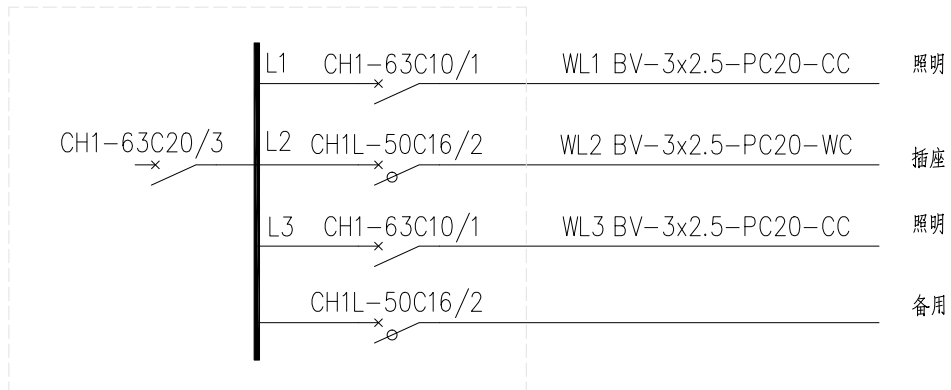 L1 CH1-63C10/1 WL1 BV-3x2.5-PC20-CC 照明
CH1-63C20/3 L2 CH1L-50C16/2 WL2 BV-3x2.5-PC20-WC 插座
L3 CH1-63C10/1 WL3 BV-3x2.5-PC20-CC 照明
CH1L-50C16/2 备用